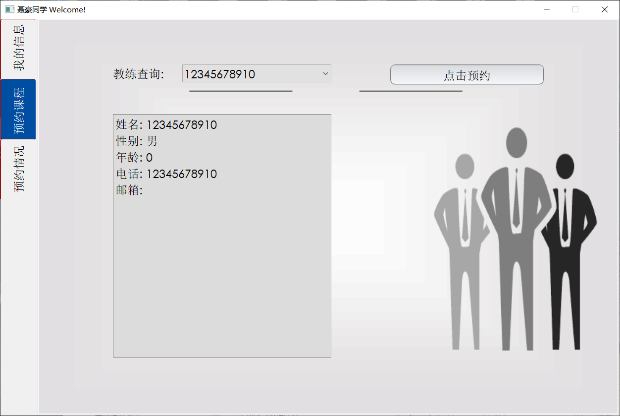 聂豪同学 Welcome!
我的信息
预约课程
预约情况
教练查询:
12345678910
点击预约
姓名: 12345678910
性别: 男
年龄: 0
电话: 12345678910
邮箱: